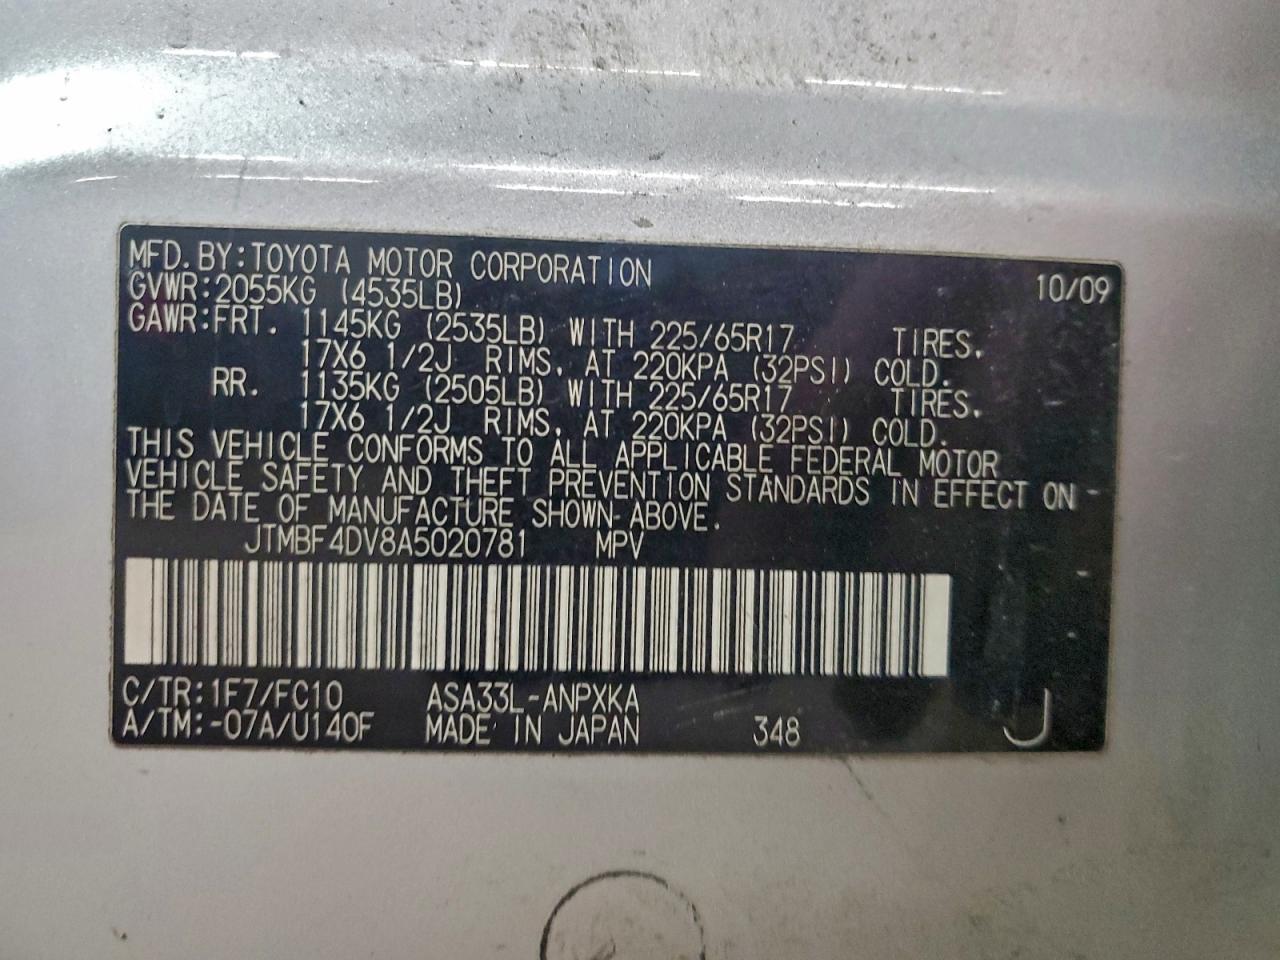 MFD.BY:TOYOTA MOTOR CORPORATION 10/09
GVWR:2055KG (4535LB)
GAWR:FRT. 1145KG (2535LB) WITH 225/65R17 TIRES,
17X6 1/2J RIMS, AT 220KPA (32PSI) COLD.
RR. 1135KG (2505LB) WITH 225/65R17 TIRES,
17X6 1/2J RIMS, AT 220KPA (32PSI) COLD.
THIS VEHICLE CONFORMS TO ALL APPLICABLE FEDERAL MOTOR
VEHICLE SAFETY AND THEFT PREVENTION STANDARDS IN EFFECT ON
THE DATE OF MANUFACTURE SHOWN ABOVE.
JTMBF4DV8A5020781 MPV
C/TR:1F7/FC10 ASA33L-ANPXKA
A/TM:-07A/U140F MADE IN JAPAN 348 J